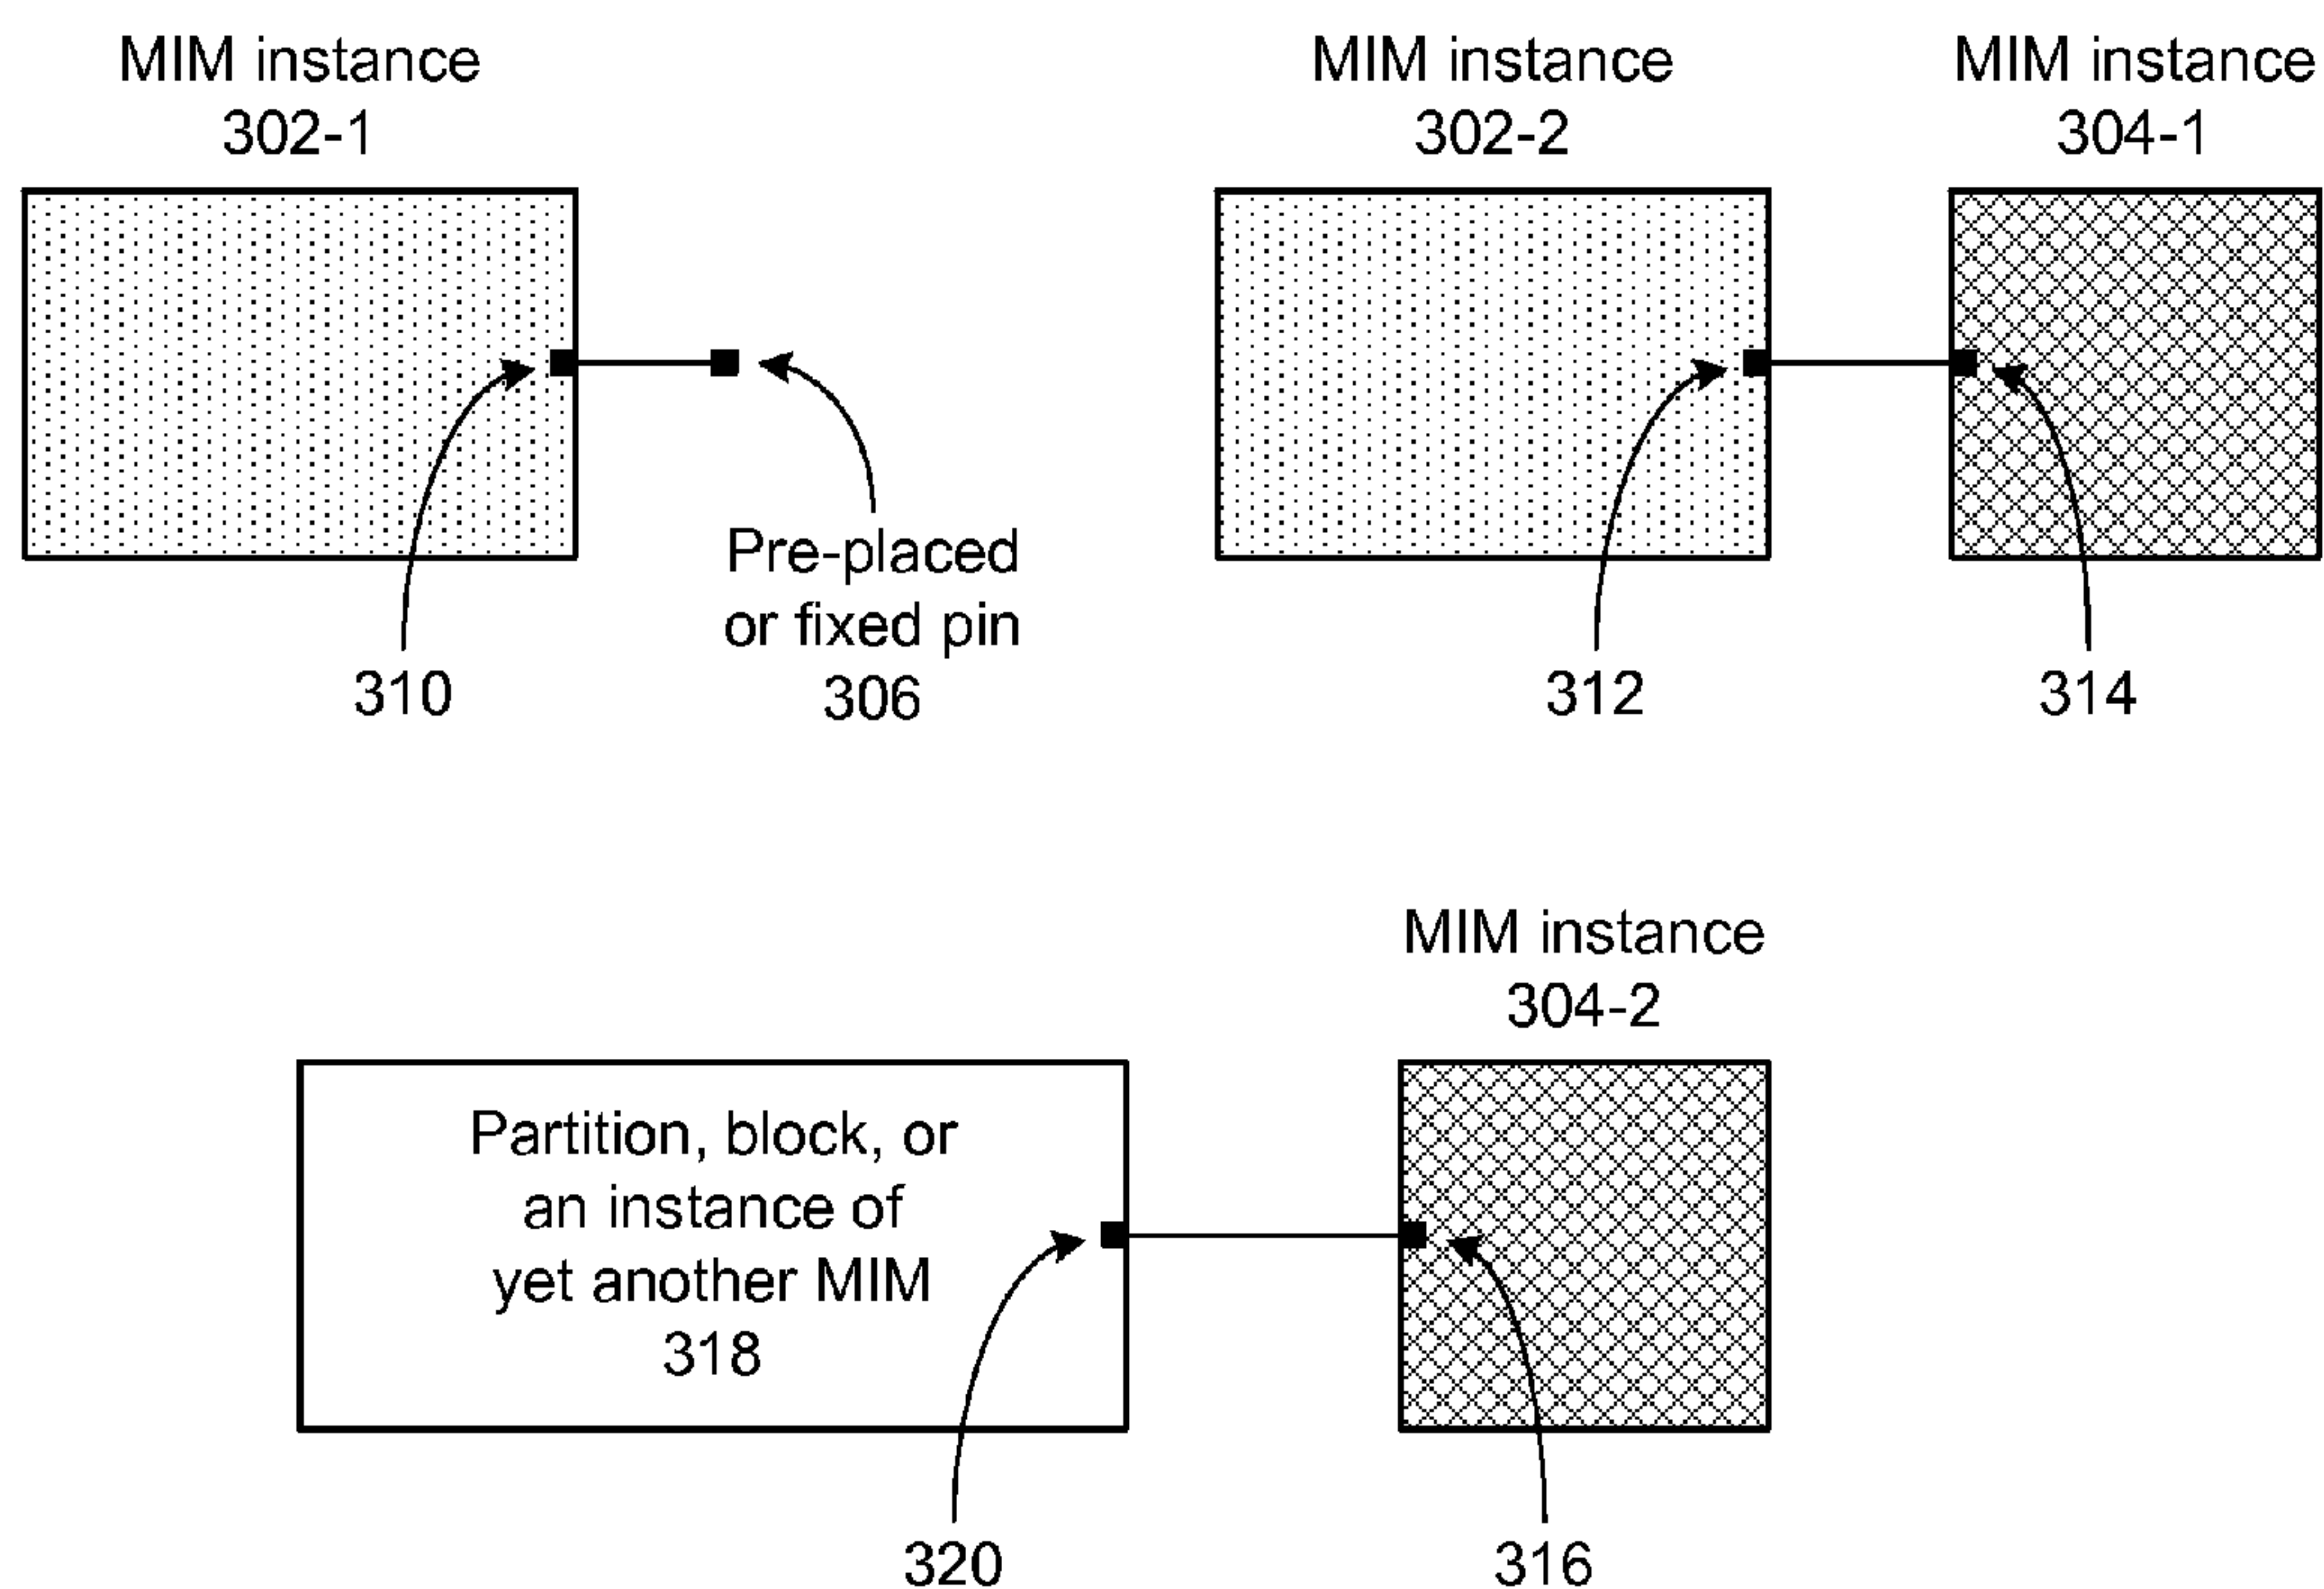 MIM instance
302-1
MIM instance
302-2
MIM instance
304-1
Pre-placed
or fixed pin
306
310
312
314
MIM instance
304-2
Partition, block, or
an instance of
yet another MIM
318
320
316